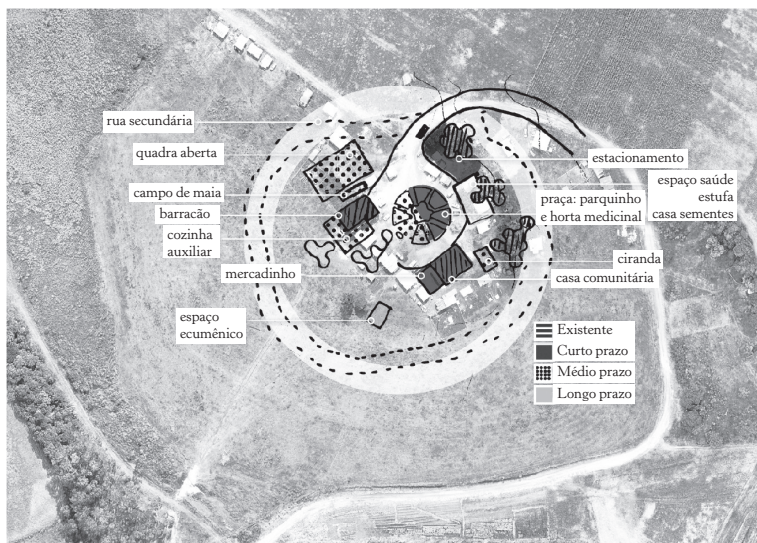 rua secundária
quadra aberta
campo de maia
barracão
cozinha
auxiliar
mercadinho
espaço
ecumênico
estacionamento
espaço saúde
estufa
casa sementes
praça: parquinho
e horta medicinal
ciranda
casa comunitária
Existente
Curto prazo
Médio prazo
Longo prazo